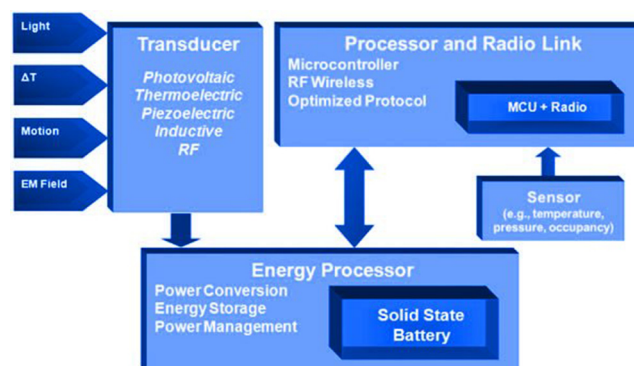 Light
ΔT
Motion
EM Field
Transducer
Photovoltaic
Thermoelectric
Piezoelectric
Inductive
RF
Processor and Radio Link
Microcontroller
RF Wireless
Optimized Protocol
MCU + Radio
Sensor
(e.g., temperature,
pressure, occupancy)
Energy Processor
Power Conversion
Energy Storage
Power Management
Solid State
Battery